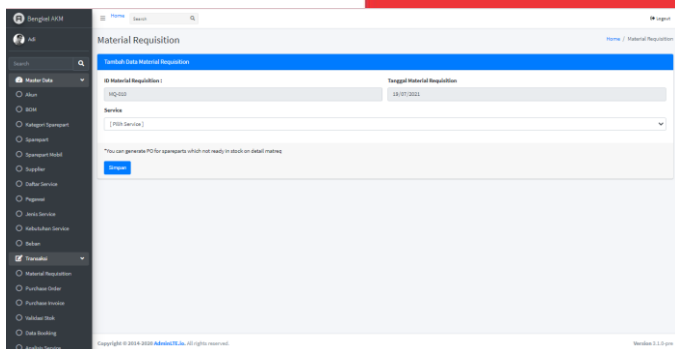 Bengkel AKM
Home
Search
Logout
Adi
Material Requisition
Home / Material Requisition
Search
Tambah Data Material Requisition
Master Data
ID Material Requisition :
Tanggal Material Requisition
Akun
MQ-010
18/07/2021
BOM
Service
Kategori Sparepart
[ Pilih Service ]
Sparepart
Sparepart Mobil
*You can generate PO for spareparts which not ready in stock on detail matreq
Supplier
Simpan
Daftar Service
Pegawai
Jenis Service
Kebutuhan Service
Beban
Transaksi
Material Requisition
Purchase Order
Purchase Invoice
Validasi Stok
Data Booking
Analisis Service
Copyright © 2014-2020 AdminLTE.io. All rights reserved.
Version 3.1.0-pre